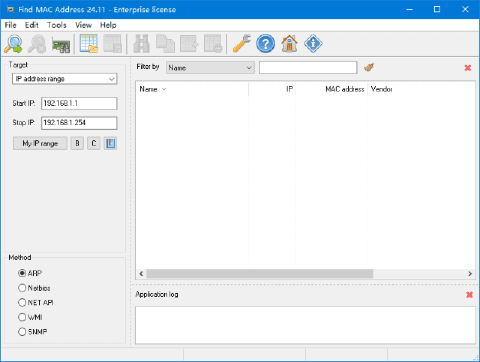 Find MAC Address 24.11 - Enterprise license
File Edit Tools View Help
Target
IP address range
Start IP: 192.168.1.1
Stop IP: 192.168.1.254
My IP range B C
Method
ARP
Netbios
NET API
WMI
SNMP
Filter by Name
Name IP MAC address Vendor
Application log